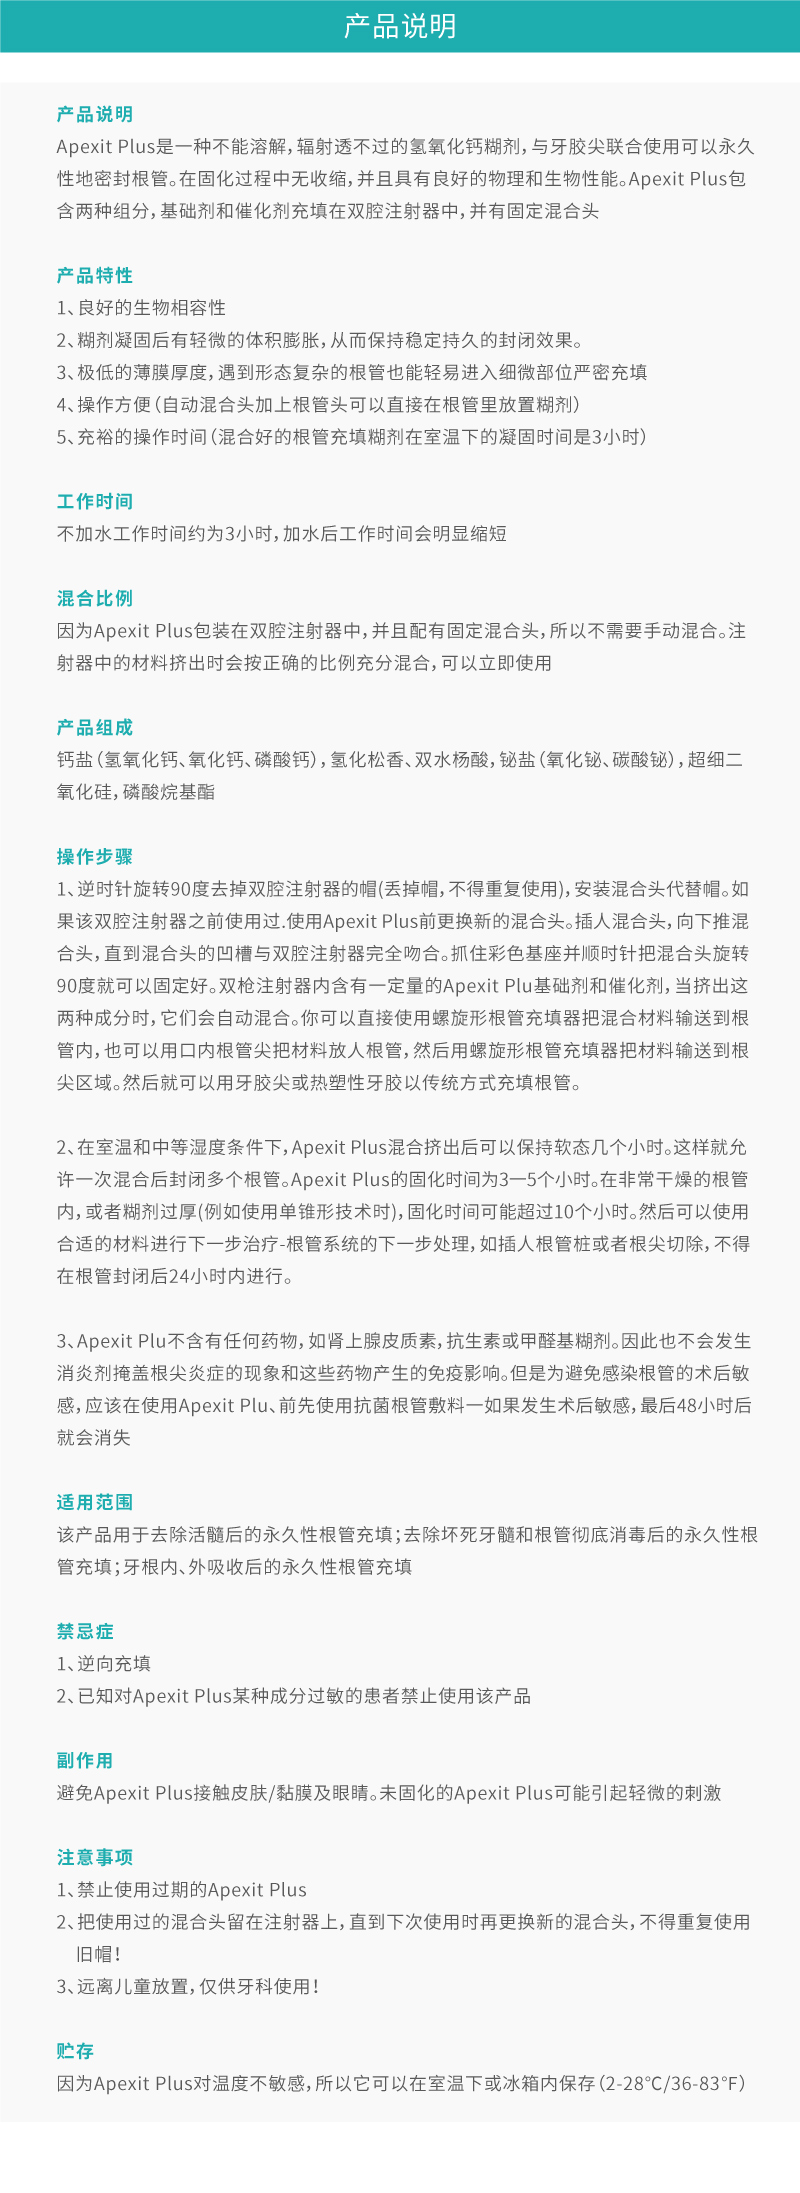 产品说明
产品说明
Apexit Plus是一种不能溶解，辐射透不过的氢氧化钙糊剂，与牙胶尖联合使用可以永久
性地密封根管。在固化过程中无收缩，并且具有良好的物理和生物性能。Apexit Plus包
含两种组分，基础剂和催化剂充填在双腔注射器中，并有固定混合头
产品特性
1、良好的生物相容性
2、糊剂凝固后有轻微的体积膨胀，从而保持稳定持久的封闭效果。
3、极低的薄膜厚度，遇到形态复杂的根管也能轻易进入细微部位严密充填
4、操作方便（自动混合头加上根管头可以直接在根管里放置糊剂）
5、充裕的操作时间（混合好的根管充填糊剂在室温下的凝固时间是3小时）
工作时间
不加水工作时间约为3小时，加水后工作时间会明显缩短
混合比例
因为Apexit Plus包装在双腔注射器中，并且配有固定混合头，所以不需要手动混合。注
射器中的材料挤出时会按正确的比例充分混合，可以立即使用
产品组成
钙盐（氢氧化钙、氧化钙、磷酸钙），氢化松香、双水杨酸，铋盐（氧化铋、碳酸铋），超细二
氧化硅，磷酸烷基酯
操作步骤
1、逆时针旋转90度去掉双腔注射器的帽(丢掉帽，不得重复使用)，安装混合头代替帽。如
果该双腔注射器之前使用过.使用Apexit Plus前更换新的混合头。插人混合头，向下推混
合头，直到混合头的凹槽与双腔注射器完全吻合。抓住彩色基座并顺时针把混合头旋转
90度就可以固定好。双枪注射器内含有一定量的Apexit Plu基础剂和催化剂，当挤出这
两种成分时，它们会自动混合。你可以直接使用螺旋形根管充填器把混合材料输送到根
管内，也可以用口内根管尖把材料放人根管，然后用螺旋形根管充填器把材料输送到根
尖区域。然后就可以用牙胶尖或热塑性牙胶以传统方式充填根管。
2、在室温和中等湿度条件下，Apexit Plus混合挤出后可以保持软态几个小时。这样就允
许一次混合后封闭多个根管。Apexit Plus的固化时间为3一5个小时。在非常干燥的根管
内，或者糊剂过厚(例如使用单锥形技术时)，固化时间可能超过10个小时。然后可以使用
合适的材料进行下一步治疗-根管系统的下一步处理，如插人根管桩或者根尖切除，不得
在根管封闭后24小时内进行。
3、Apexit Plu不含有任何药物，如肾上腺皮质素，抗生素或甲醛基糊剂。因此也不会发生
消炎剂掩盖根尖炎症的现象和这些药物产生的免疫影响。但是为避免感染根管的术后敏
感，应该在使用Apexit Plu、前先使用抗菌根管敷料一如果发生术后敏感，最后48小时后
就会消失
适用范围
该产品用于去除活髓后的永久性根管充填；去除坏死牙髓和根管彻底消毒后的永久性根
管充填；牙根内、外吸收后的永久性根管充填
禁忌症
1、逆向充填
2、已知对Apexit Plus某种成分过敏的患者禁止使用该产品
副作用
避免Apexit Plus接触皮肤/黏膜及眼睛。未固化的Apexit Plus可能引起轻微的刺激
注意事项
1、禁止使用过期的Apexit Plus
2、把使用过的混合头留在注射器上，直到下次使用时再更换新的混合头，不得重复使用
旧帽！
3、远离儿童放置，仅供牙科使用！
贮存
因为Apexit Plus对温度不敏感，所以它可以在室温下或冰箱内保存（2-28℃/36-83℉）